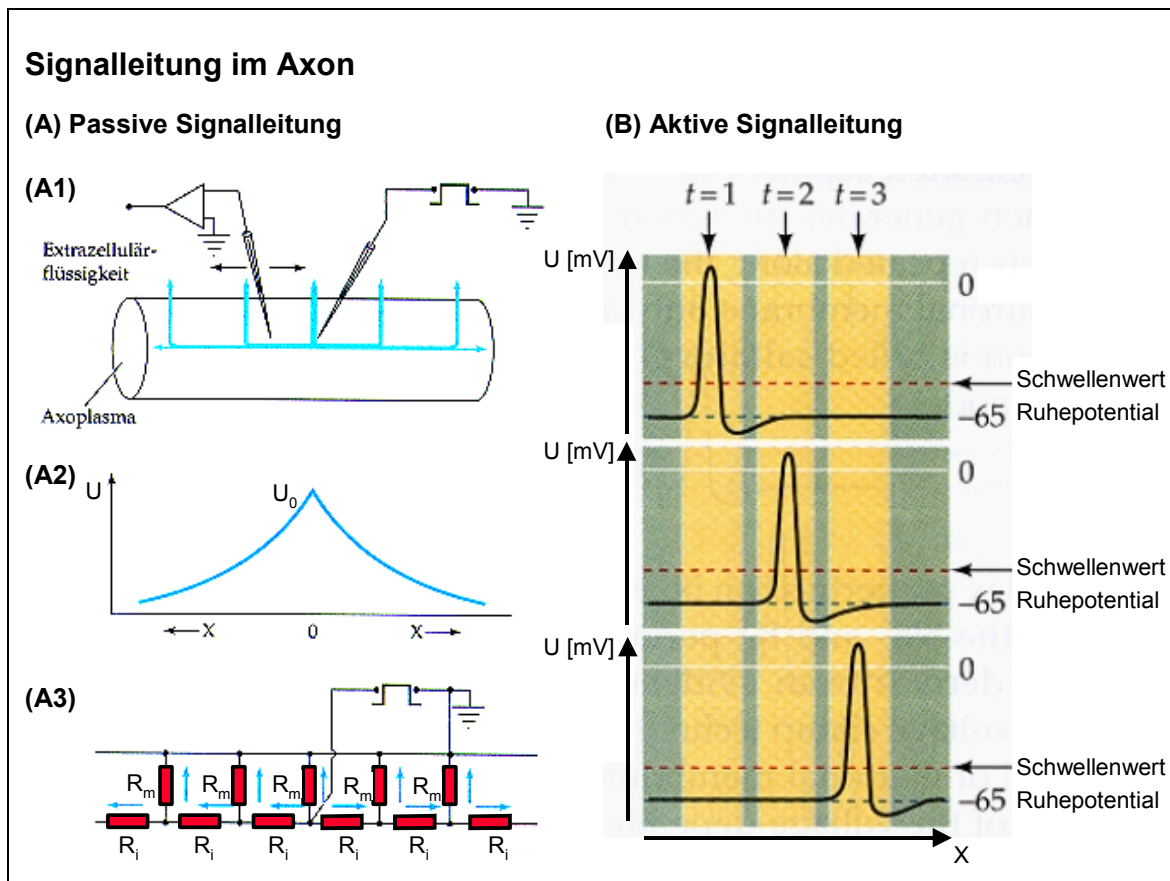 Signalleitung im Axon
(A) Passive Signalleitung
(A1)
Extrazellulär-
flüssigkeit
Axoplasma
(A2)
U
U0
X 0 X
(A3)
Rm Rm Rm Rm Rm
Ri Ri Ri Ri Ri Ri
(B) Aktive Signalleitung
t=1 t=2 t=3
U [mV]
0
Schwellenwert
–65 Ruhepotential
U [mV]
0
Schwellenwert
–65 Ruhepotential
U [mV]
0
Schwellenwert
–65 Ruhepotential
X